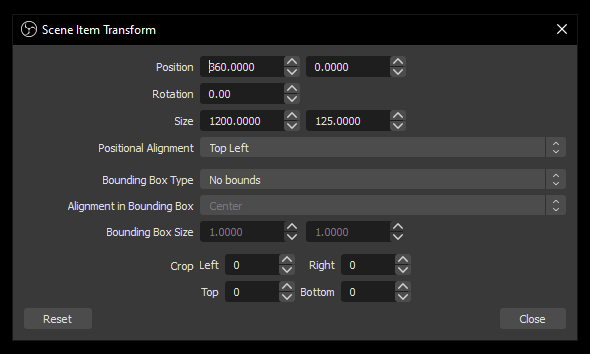 Scene Item Transform
Position 360.0000 0.0000
Rotation 0.00
Size 1200.0000 125.0000
Positional Alignment Top Left
Bounding Box Type No bounds
Alignment in Bounding Box Center
Bounding Box Size 1.0000 1.0000
Crop Left 0 Right 0
Top 0 Bottom 0
Reset Close